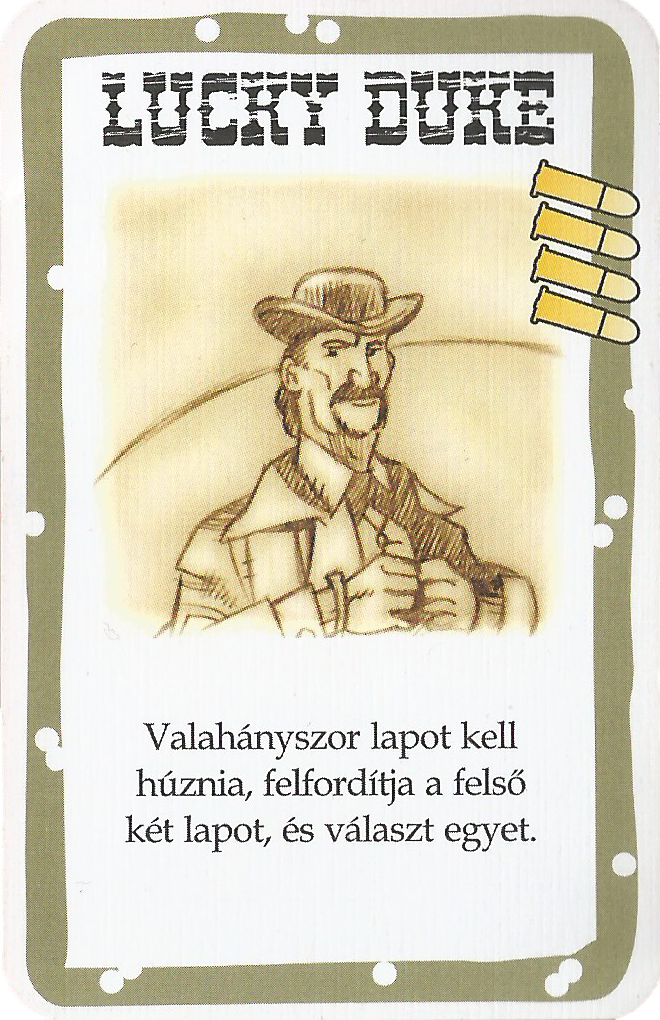 LUCKY DUKE
Valahányszor lapot kell
húznia, felfordítja a felső
két lapot, és választ egyet.